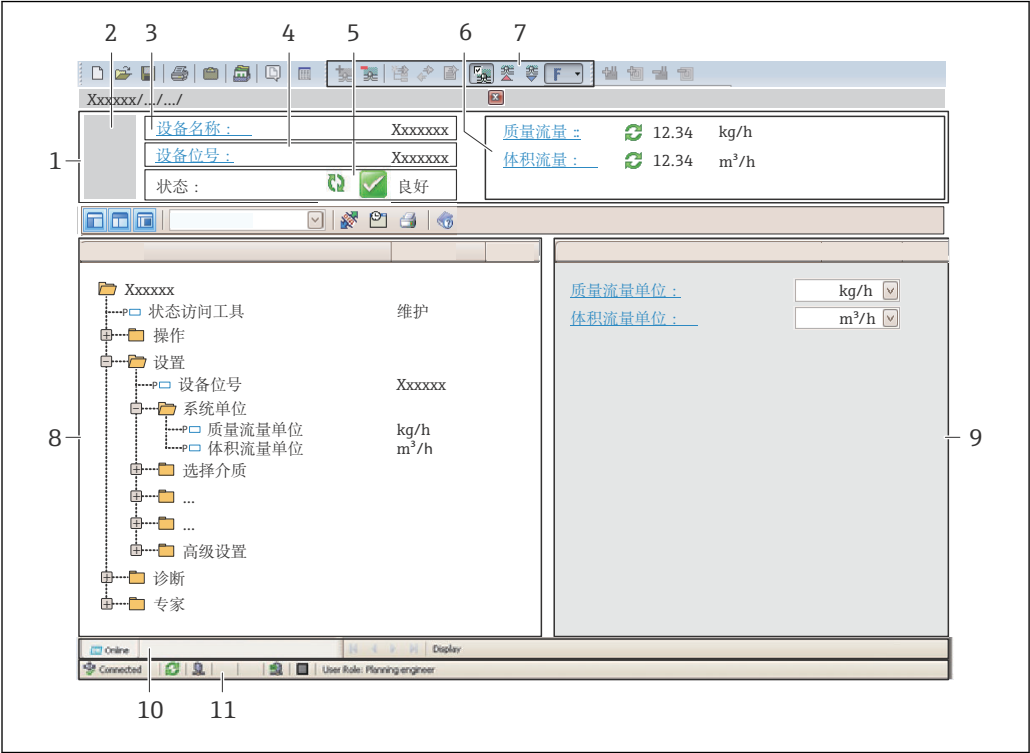 2 3 4 5 6 7
F
Xxxxxx/.../.../
1
设备名称： Xxxxxxx
设备位号： Xxxxxxx
状态： 良好
质量流量：: 12.34 kg/h
体积流量： 12.34 m³/h
8
Xxxxxx
P 状态访问工具 维护
操作
设置
P 设备位号 Xxxxxx
系统单位
P 质量流量单位 kg/h
P 体积流量单位 m³/h
选择介质
...
...
高级设置
诊断
专家
质量流量单位： kg/h
体积流量单位： m³/h
9
Online Display
Connected User Role: Planning engineer
10 11